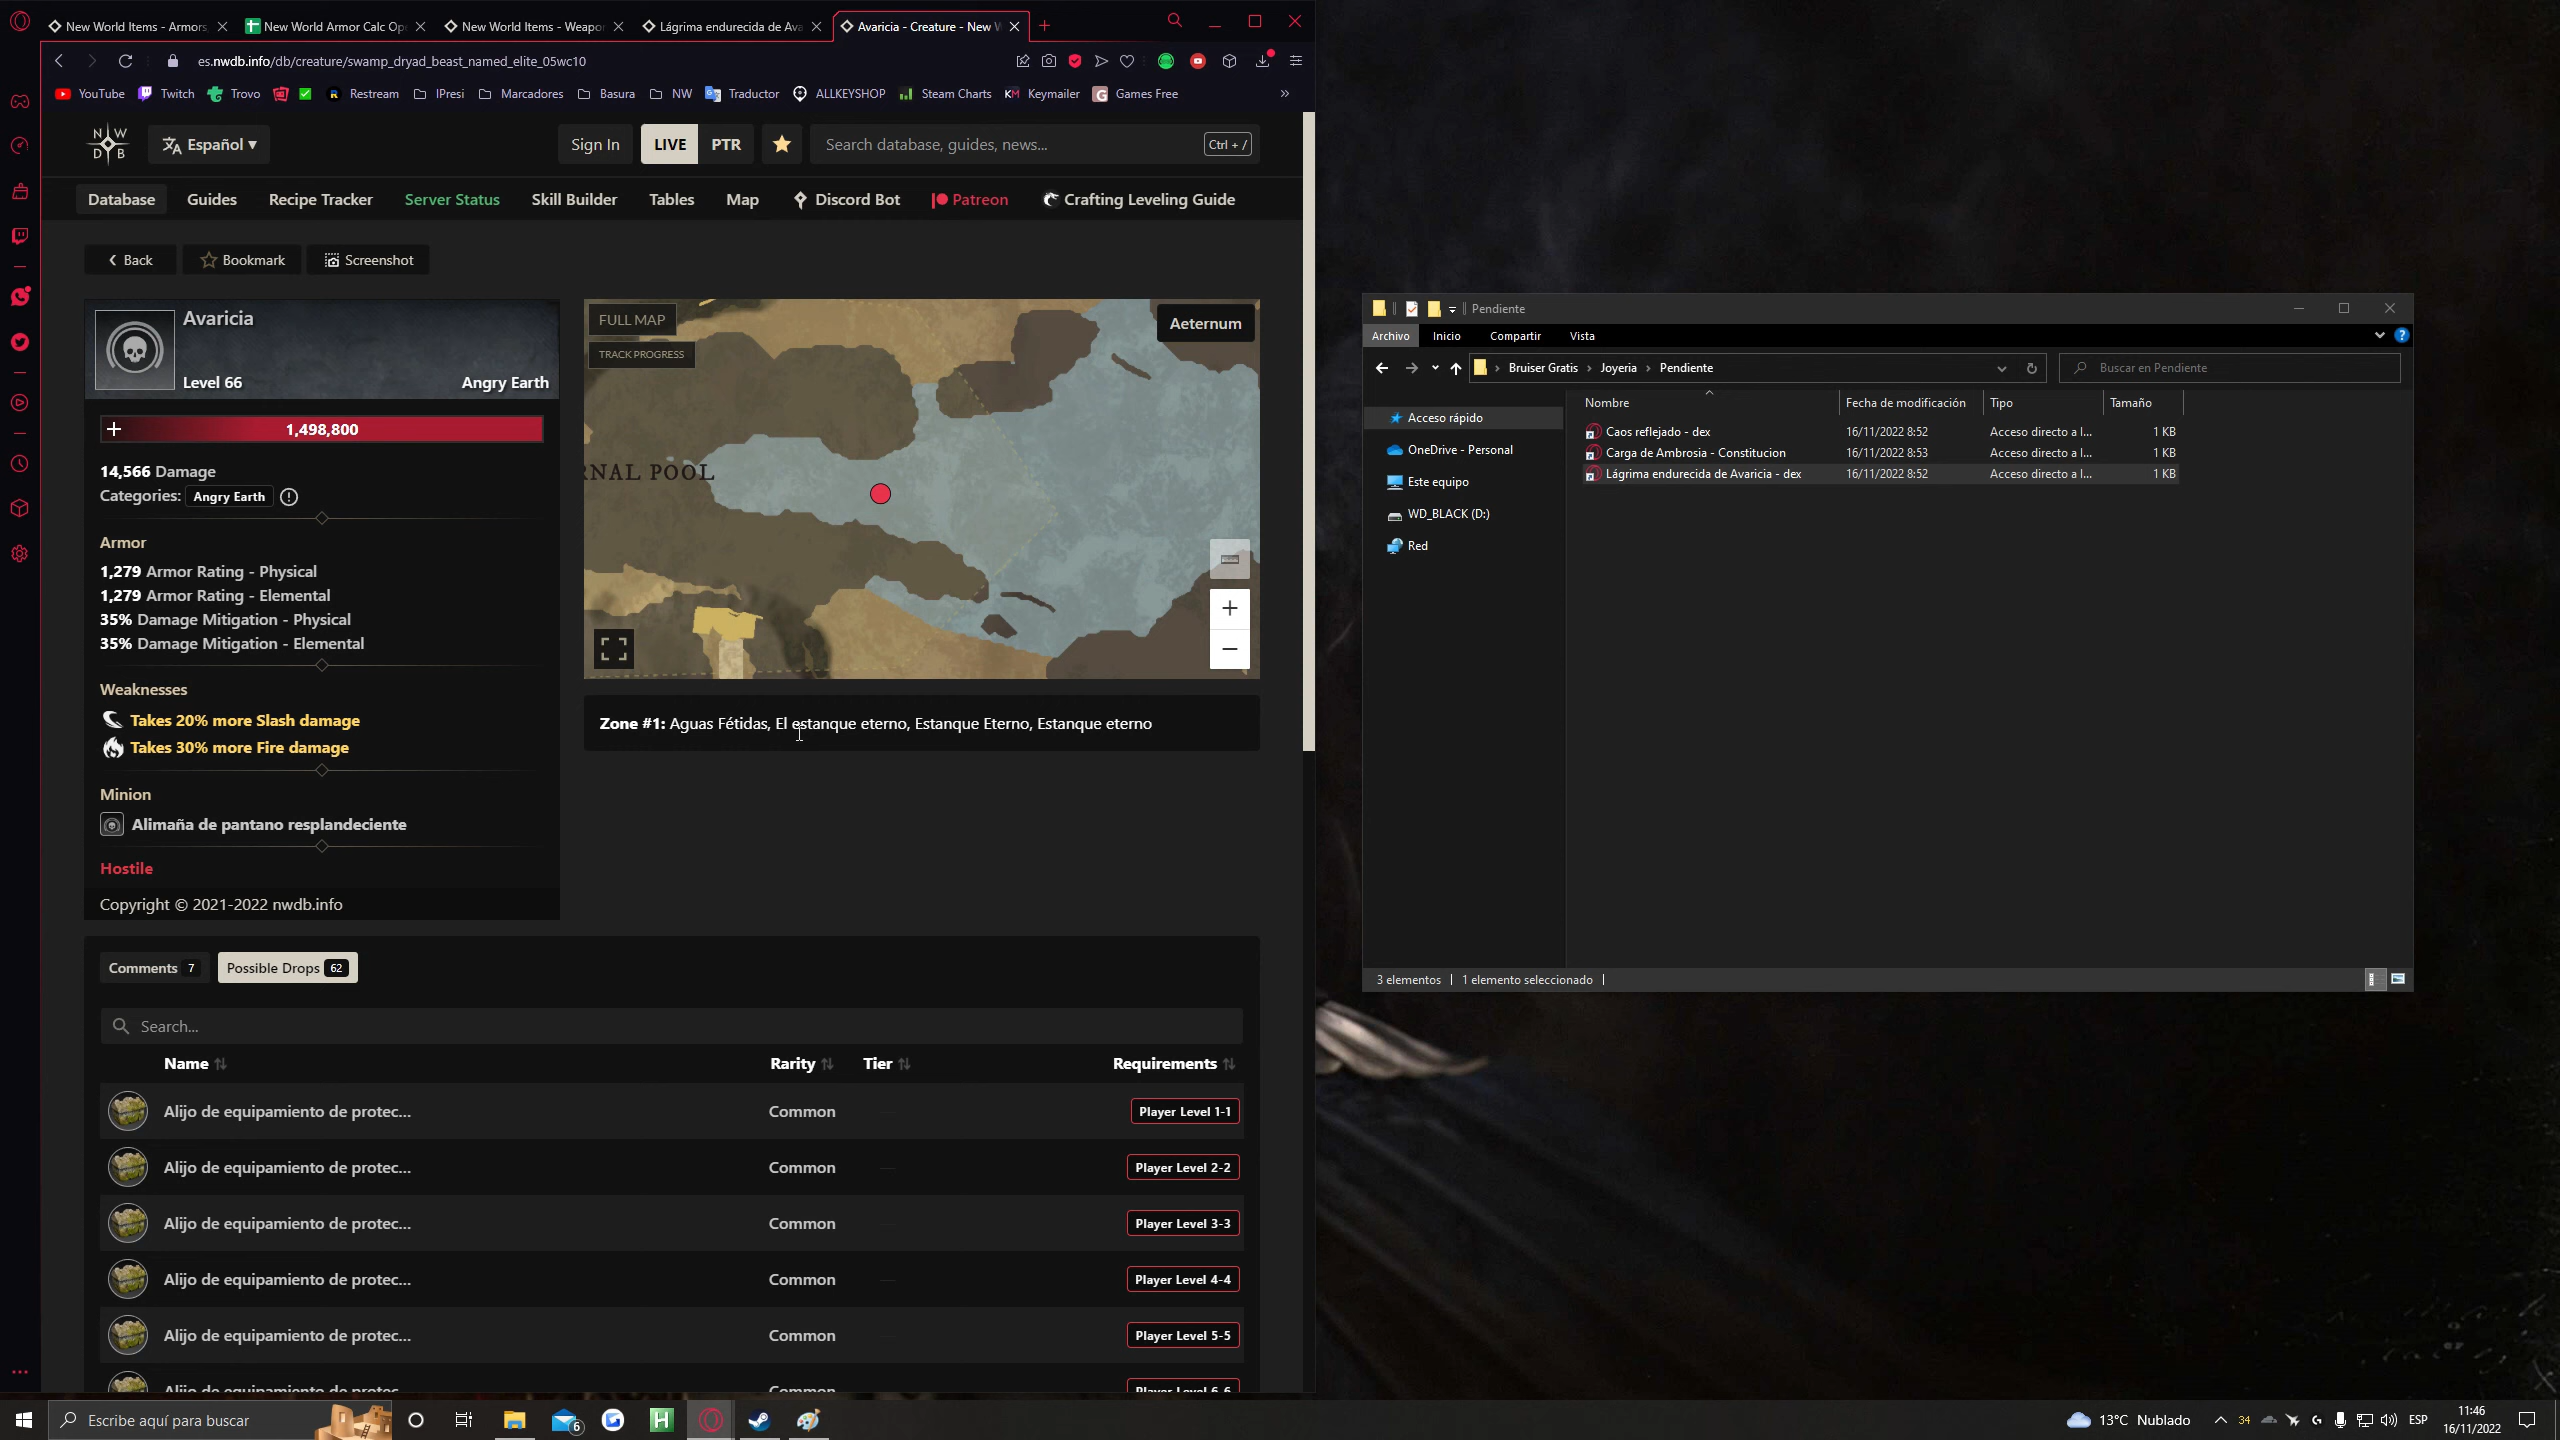 New World Items - Armors,
New World Armor Calc Op
New World Items - Weapo
Lágrima endurecida de Ava
Avaricia - Creature - New W
es.nwdb.info/db/creature/swamp_dryad_beast_named_elite_05wc10
YouTube
Twitch
Trovo
Restream
IPresi
Marcadores
Basura
NW
Traductor
ALLKEYSHOP
Steam Charts
KM Keymailer
Games Free
N W
D B
Español ▾
Sign In
LIVE
PTR
Search database, guides, news...
Ctrl + /
Database
Guides
Recipe Tracker
Server Status
Skill Builder
Tables
Map
Discord Bot
Patreon
Crafting Leveling Guide
Back
Bookmark
Screenshot
Avaricia
Level 66
Angry Earth
1,498,800
14,566 Damage
Categories: Angry Earth
Armor
1,279 Armor Rating - Physical
1,279 Armor Rating - Elemental
35% Damage Mitigation - Physical
35% Damage Mitigation - Elemental
Weaknesses
Takes 20% more Slash damage
Takes 30% more Fire damage
Minion
Alimaña de pantano resplandeciente
Hostile
Copyright © 2021-2022 nwdb.info
FULL MAP
TRACK PROGRESS
Aeternum
RNAL POOL
+
−
Zone #1: Aguas Fétidas, El estanque eterno, Estanque Eterno, Estanque eterno
Comments 7
Possible Drops 62
Search...
Name
Rarity
Tier
Requirements
Alijo de equipamiento de protec...
Common
Player Level 1-1
Alijo de equipamiento de protec...
Common
Player Level 2-2
Alijo de equipamiento de protec...
Common
Player Level 3-3
Alijo de equipamiento de protec...
Common
Player Level 4-4
Alijo de equipamiento de protec...
Common
Player Level 5-5
Alijo de equipamiento de protec...
Common
Player Level 6-6
Pendiente
Archivo
Inicio
Compartir
Vista
Bruiser Gratis › Joyeria › Pendiente
Buscar en Pendiente
Nombre
Fecha de modificación
Tipo
Tamaño
Acceso rápido
OneDrive - Personal
Este equipo
WD_BLACK (D:)
Red
Caos reflejado - dex
16/11/2022 8:52
Acceso directo a I...
1 KB
Carga de Ambrosia - Constitucion
16/11/2022 8:53
Acceso directo a I...
1 KB
Lágrima endurecida de Avaricia - dex
16/11/2022 8:52
Acceso directo a I...
1 KB
3 elementos
1 elemento seleccionado
Escribe aquí para buscar
6
H
13°C Nublado
34
ESP
11:46
16/11/2022